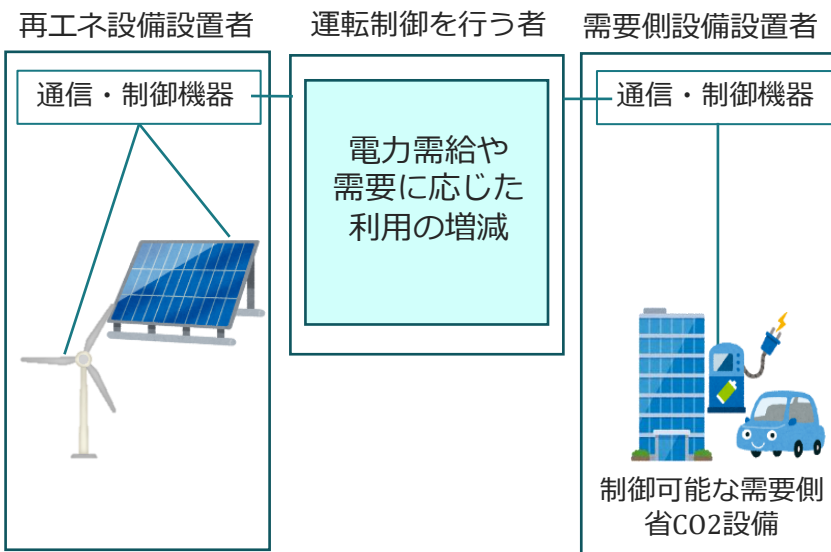 再エネ設備設置者
運転制御を行う者
需要側設備設置者
通信・制御機器
電力需給や
需要に応じた
利用の増減
通信・制御機器
制御可能な需要側
省CO2設備